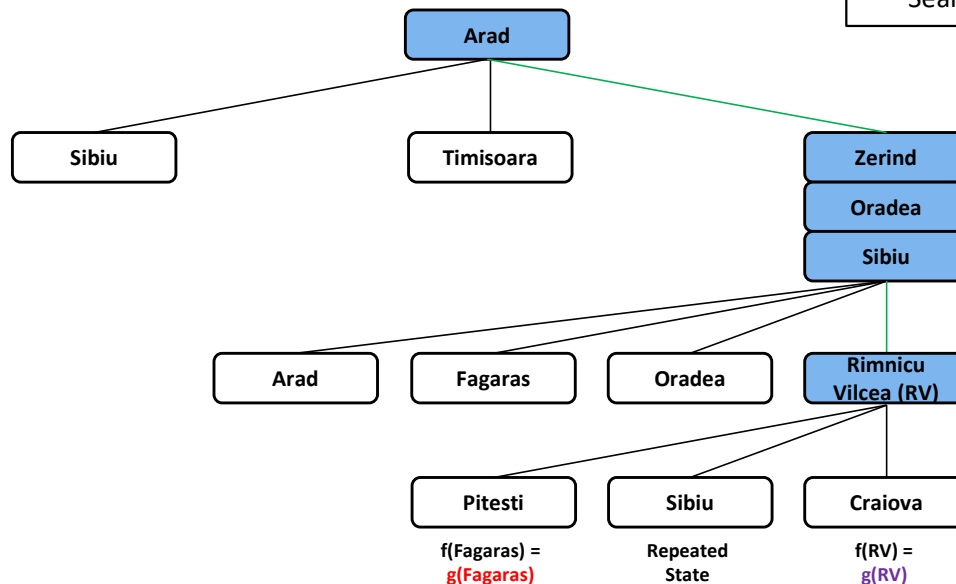 Arad
Sibiu
Timisoara
Zerind
Oradea
Sibiu
Arad
Fagaras
Oradea
Rimnicu
Vilcea (RV)
Pitesti
Sibiu
Craiova
f(Fagaras) =
g(Fagaras)
Repeated
State
f(RV) =
g(RV)